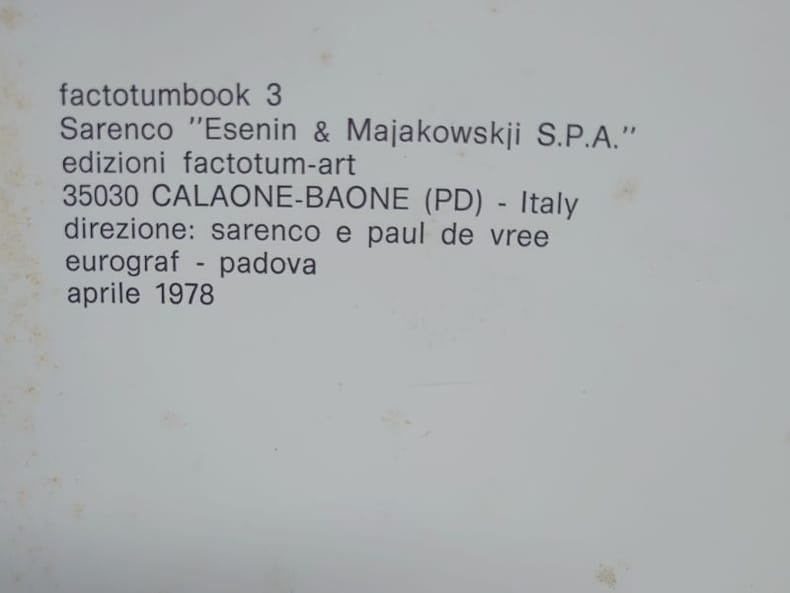 factotumbook 3
Sarenco "Esenin & Majakowskji S.P.A."
edizioni factotum-art
35030 CALAONE-BAONE (PD) - Italy
direzione: sarenco e paul de vree
eurograf - padova
aprile 1978